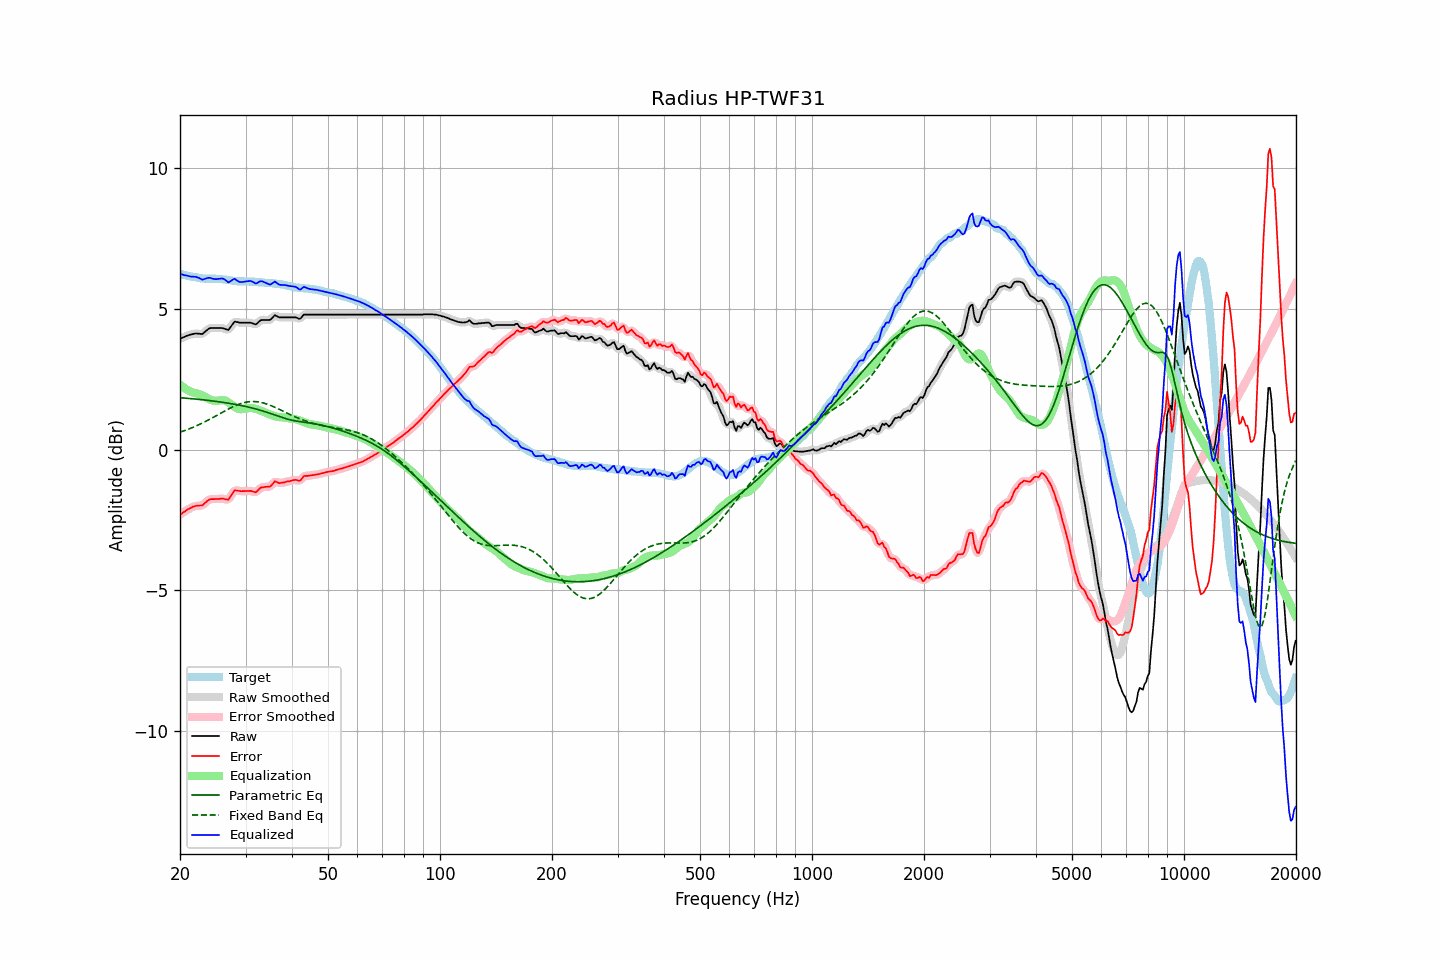 Radius HP-TWF31
Amplitude (dBr)
10
5
0
−5
−10
Target
Raw Smoothed
Error Smoothed
Raw
Error
Equalization
Parametric Eq
Fixed Band Eq
Equalized
20
50
100
200
500
1000
2000
5000
10000
20000
Frequency (Hz)